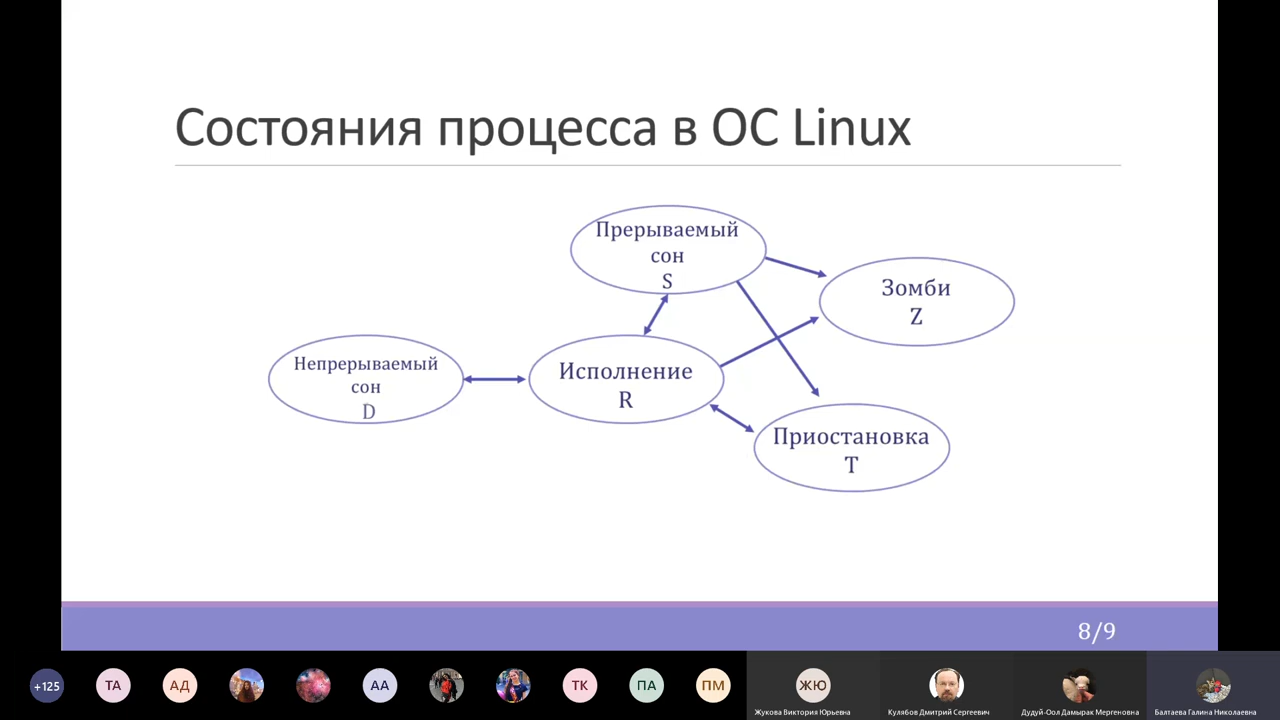 Состояния процесса в ОС Linux
Прерываемый
сон
S
Зомби
Z
Непрерываемый
сон
D
Исполнение
R
Приостановка
T
8/9
+125
ТА
АД
АА
ТК
ПА
ПМ
ЖЮ
Жукова Виктория Юрьевна
Кулябов Дмитрий Сергеевич
Дудуй-Оол Дамырак Мергеновна
Балтаева Галина Николаевна